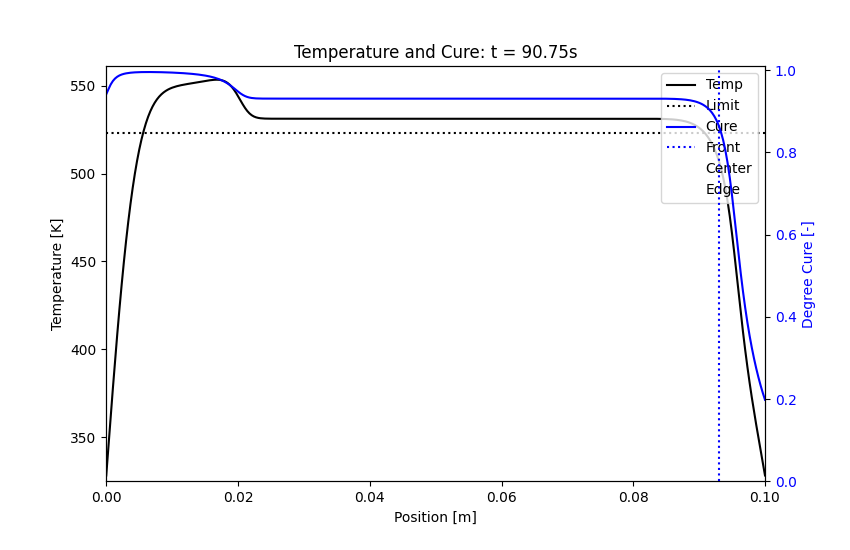 Temperature and Cure: t = 90.75s
Temp
Limit
Cure
Front
Center
Edge
Temperature [K]
550
500
450
400
350
Degree Cure [-]
1.0
0.8
0.6
0.4
0.2
0.0
0.00 0.02 0.04 0.06 0.08 0.10
Position [m]